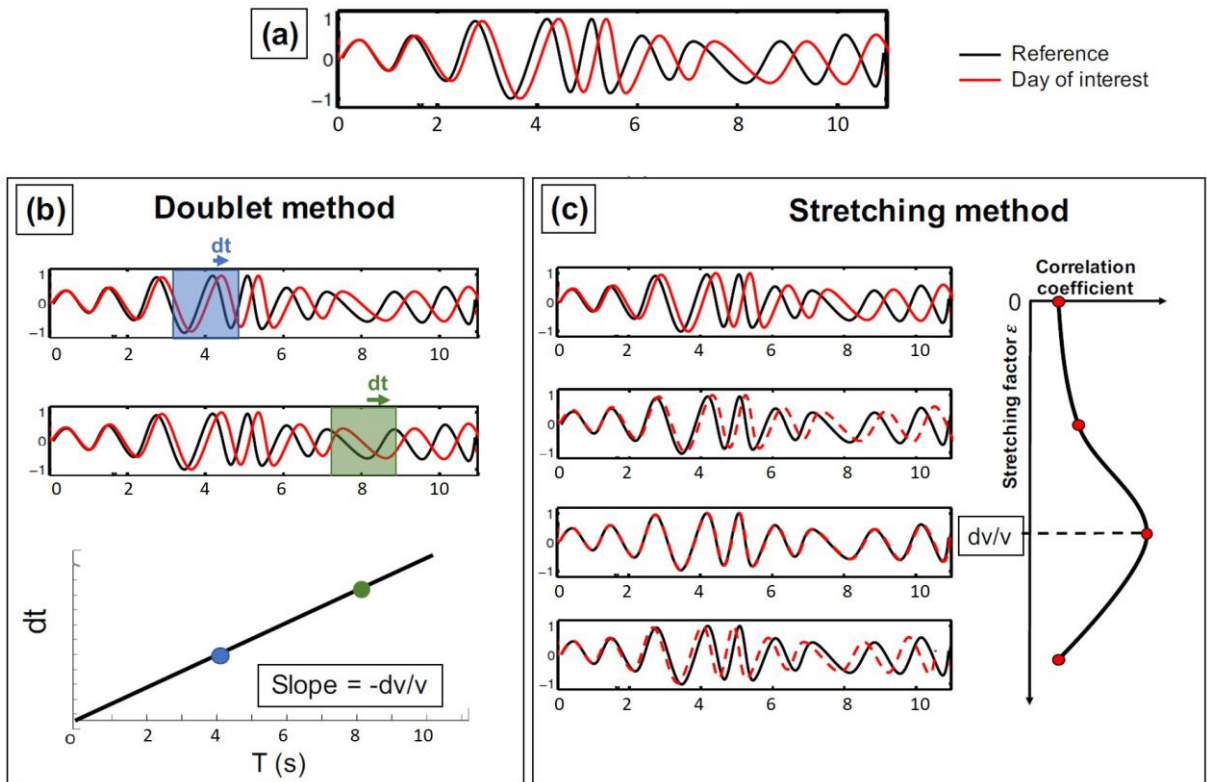 (a)
1
0
−1
0 2 4 6 8 10
Reference
Day of interest
(b) Doublet method
dt
1
0
−1
0 2 4 6 8 10
dt
1
0
−1
0 2 4 6 8 10
dt
Slope = -dv/v
0 2 4 6 8 10
T (s)
(c) Stretching method
1
0
−1
0 2 4 6 8 10
1
0
−1
0 2 4 6 8 10
1
0
−1
0 2 4 6 8 10
1
0
−1
0 2 4 6 8 10
Correlation
coefficient
0
Stretching factor ε
dv/v